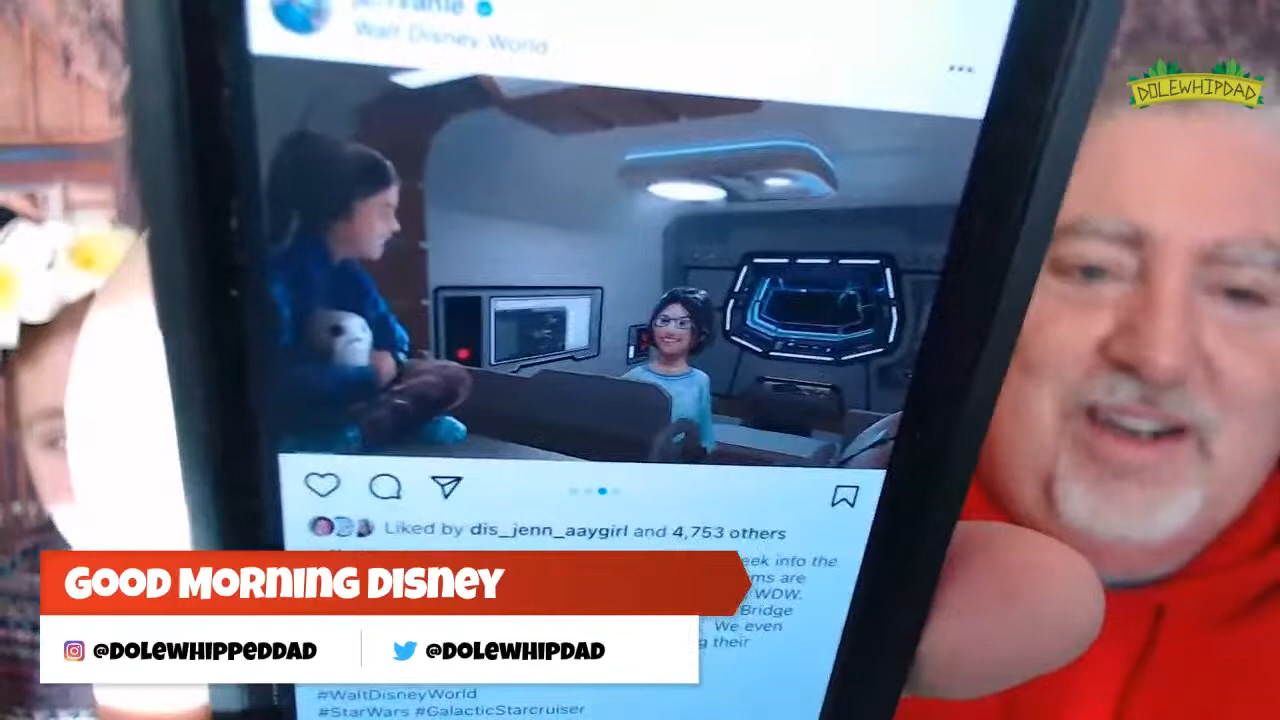 Walt Disney World
DOLEWHIPDAD
Liked by dis_jenn_aaygirl and 4,753 others
eek into the
ms are
WDW.
Bridge
We even
g their
GOOD MORNING DISNEY
@DOLEWHIPPEDDAD
@DOLEWHIPDAD
#WaltDisneyWorld
#StarWars #GalacticStarcruiser